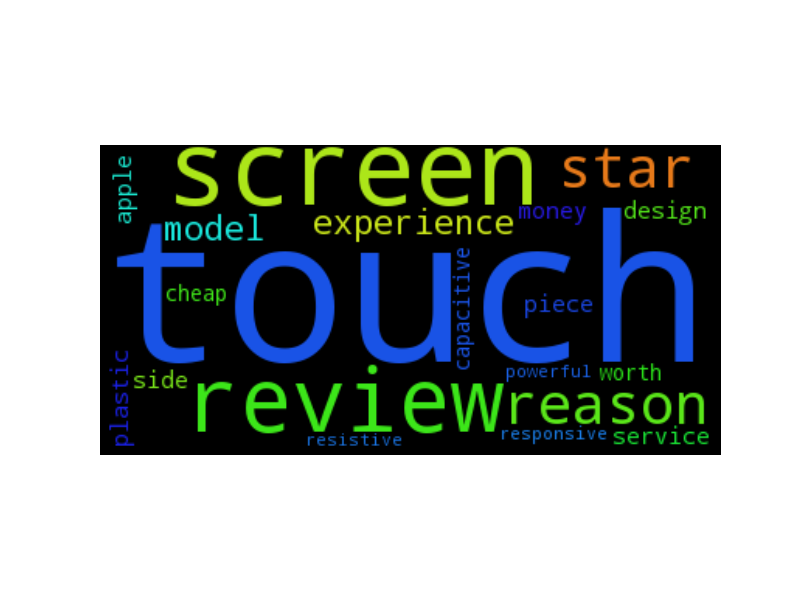 screen
star
apple
model
experience
money
design
touch
cheap
capacitive
piece
plastic
side
review
powerful
worth
reason
resistive
responsive
service